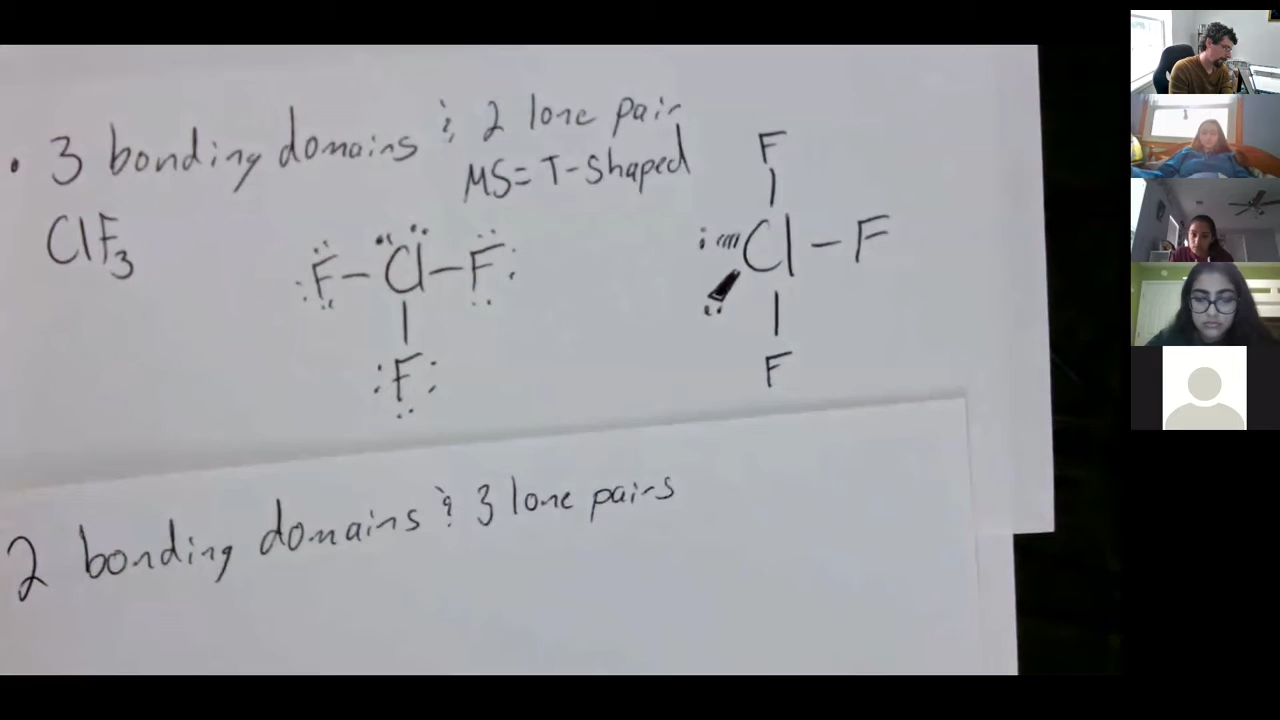 • 3 bonding domains & 2 lone pair
MS = T-shaped
ClF3
F
F – Cl – F
F
Cl – F
F
2 bonding domains & 3 lone pairs